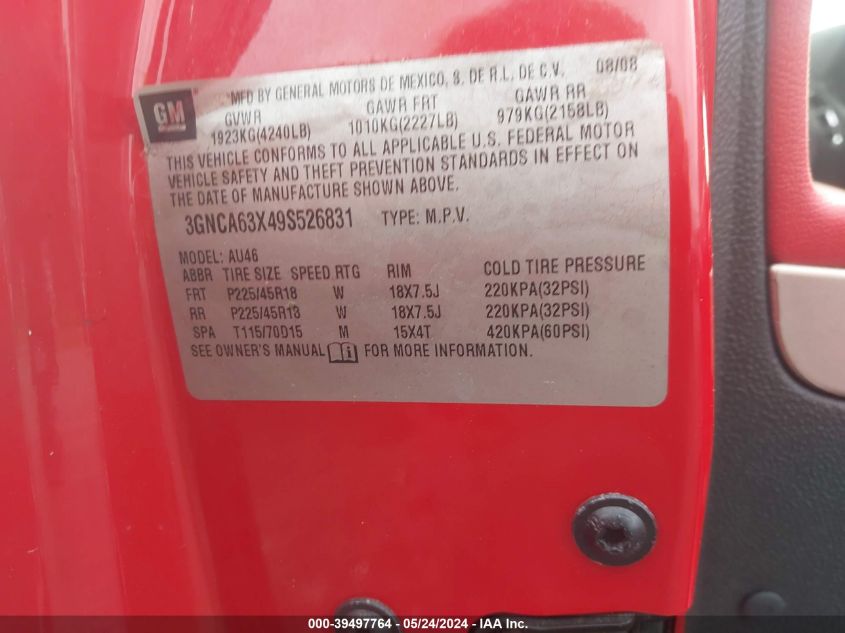 GM
MFD BY GENERAL MOTORS DE MEXICO, S. DE R.L. DE C.V. 08/08
GVWR GAWR FRT GAWR RR
1923KG(4240LB) 1010KG(2227LB) 979KG(2158LB)
THIS VEHICLE CONFORMS TO ALL APPLICABLE U.S. FEDERAL MOTOR
VEHICLE SAFETY AND THEFT PREVENTION STANDARDS IN EFFECT ON
THE DATE OF MANUFACTURE SHOWN ABOVE.
3GNCA63X49S526831 TYPE: M.P.V.
MODEL: AU46
ABBR TIRE SIZE SPEED RTG RIM COLD TIRE PRESSURE
FRT P225/45R18 W 18X7.5J 220KPA(32PSI)
RR P225/45R18 W 18X7.5J 220KPA(32PSI)
SPA T115/70D15 M 15X4T 420KPA(60PSI)
SEE OWNER'S MANUAL FOR MORE INFORMATION.
000-39497764 - 05/24/2024 - IAA Inc.